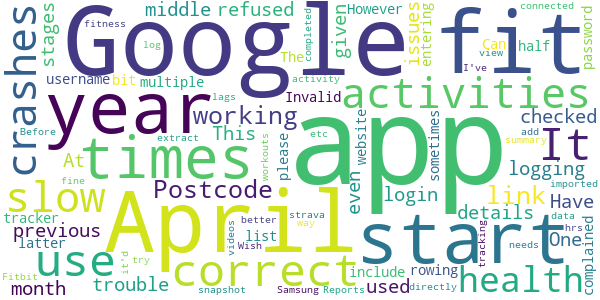 crashes
stages
Google
fit
fitness
log
middle
refused
given
However
completed
issues
entering
Can
view
connected
half
password
username
bit
multiple
The
activity
year
lags
Invalid
activities
Before
extract
working
etc
website
sometimes
checked
add
summary
It
times
This
please
app
logging
imported
At
fine
workouts
even
login
link
Have
slow
Postcode
details
One
data
tracker
April
better
strava
list
way
include
start
hrs
complained
previous
latter
it'd
videos
Wish
used
rowing
tracking
needs
use
correct
health
Fitbit
try
I've
month
trouble
snapshot
Samsung
Reports
directly